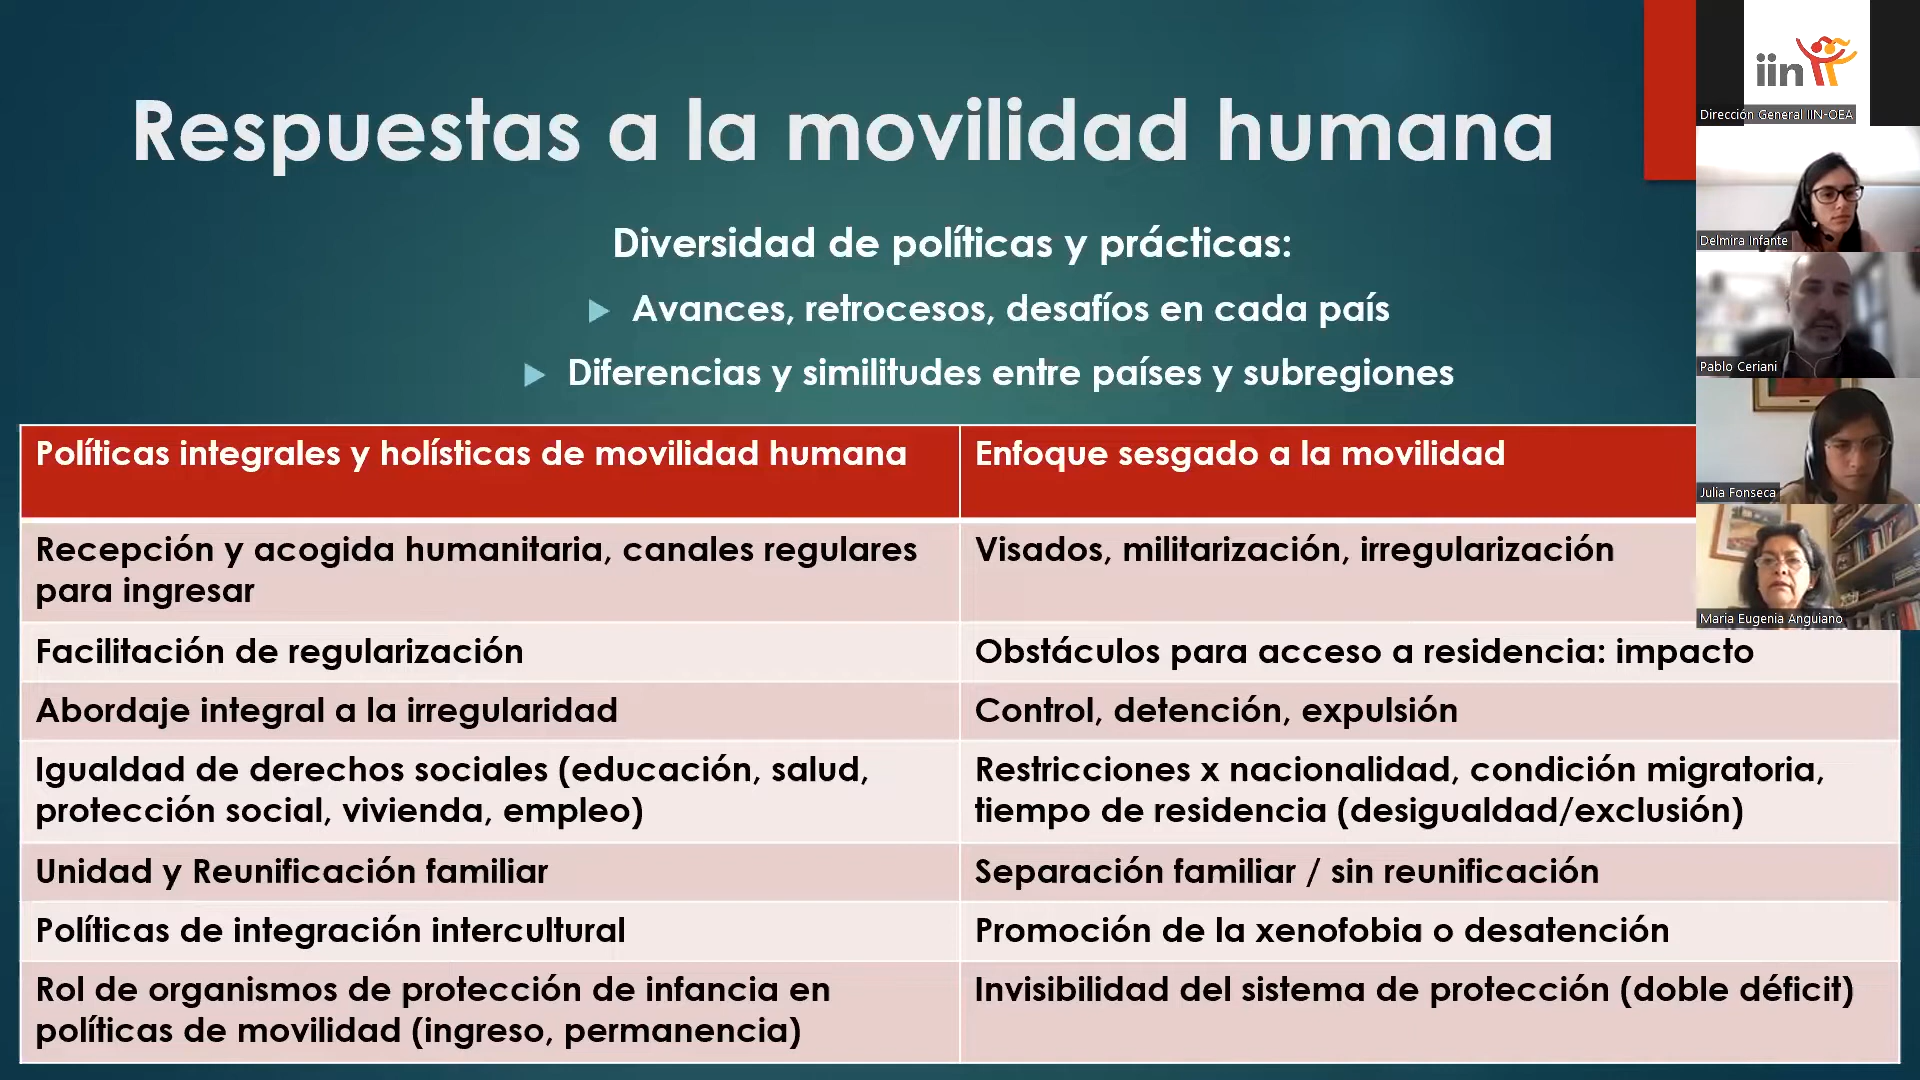 Respuestas a la movilidad humana
Diversidad de políticas y prácticas:
Avances, retrocesos, desafíos en cada país
Diferencias y similitudes entre países y subregiones
Políticas integrales y holísticas de movilidad humana
Enfoque sesgado a la movilidad
Recepción y acogida humanitaria, canales regulares
para ingresar
Visados, militarización, irregularización
Facilitación de regularización
Obstáculos para acceso a residencia: impacto
Abordaje integral a la irregularidad
Control, detención, expulsión
Igualdad de derechos sociales (educación, salud,
protección social, vivienda, empleo)
Restricciones x nacionalidad, condición migratoria,
tiempo de residencia (desigualdad/exclusión)
Unidad y Reunificación familiar
Separación familiar / sin reunificación
Políticas de integración intercultural
Promoción de la xenofobia o desatención
Rol de organismos de protección de infancia en
políticas de movilidad (ingreso, permanencia)
Invisibilidad del sistema de protección (doble déficit)
iin
Dirección General IIN-OEA
Delmira Infante
Pablo Ceriani
Julia Fonseca
Maria Eugenia Anguiano